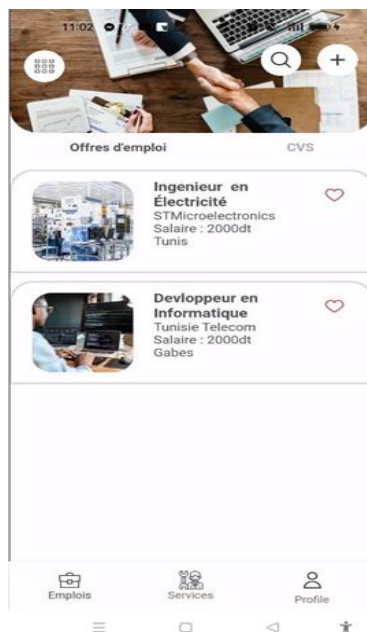 11:02
Offres d'emploi
CVS
Ingenieur en
Électricité
STMicroelectronics
Salaire : 2000dt
Tunis
Devloppeur en
Informatique
Tunisie Telecom
Salaire : 2000dt
Gabes
Emplois
Services
Profile